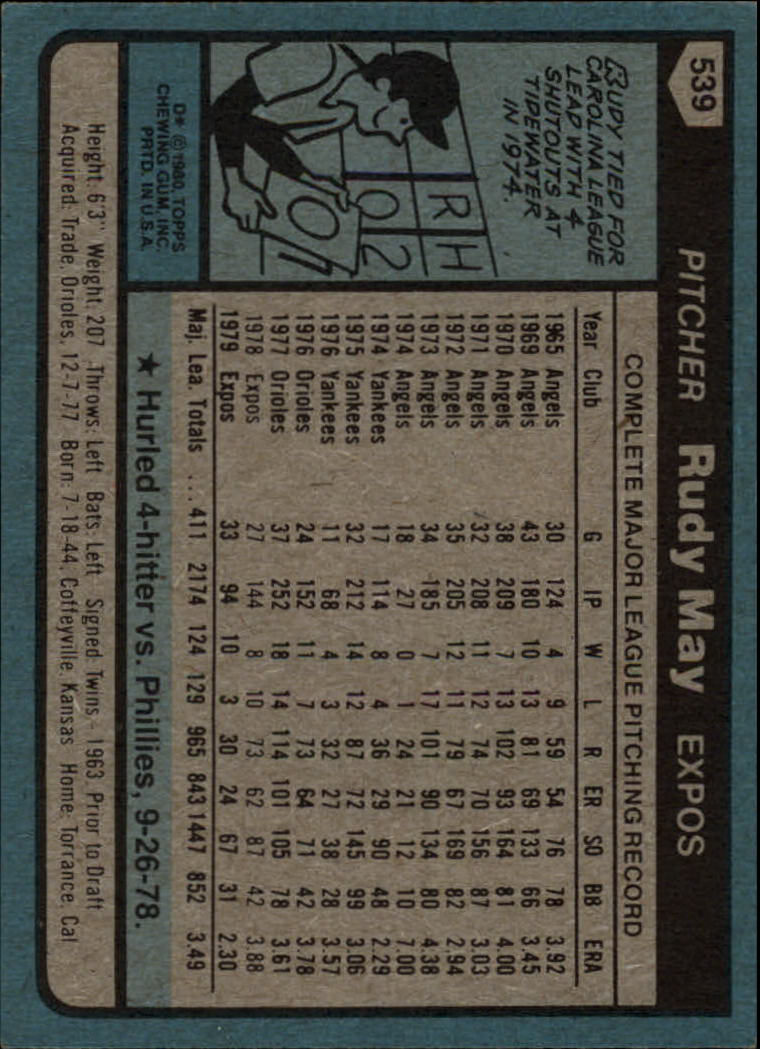 539
PITCHER Rudy May EXPOS
RUDY TIED FOR
CAROLINA LEAGUE
LEAD WITH 4
SHUTOUTS AT
TIDEWATER
IN 1974.
R H
0 2
0 1
D* © 1980, TOPPS
CHEWING GUM, INC.
PRTD. IN U.S.A.
COMPLETE MAJOR LEAGUE PITCHING RECORD
Year Club G IP W L R ER SO BB ERA
1965 Angels 30 124 4 9 59 54 76 78 3.92
1969 Angels 43 180 10 13 81 69 133 66 3.45
1970 Angels 38 209 7 13 102 93 164 81 4.00
1971 Angels 32 208 11 12 74 70 156 87 3.03
1972 Angels 35 205 12 11 79 67 169 82 2.94
1973 Angels 34 185 7 17 101 90 134 80 4.38
1974 Angels 18 27 0 1 24 21 12 10 7.00
1974 Yankees 17 114 8 4 36 29 90 48 2.29
1975 Yankees 32 212 14 12 87 72 145 99 3.06
1976 Yankees 11 68 4 3 32 27 38 28 3.57
1976 Orioles 24 152 11 7 73 64 71 42 3.78
1977 Orioles 37 252 18 14 114 101 105 78 3.61
1978 Expos 27 144 8 10 73 62 87 42 3.88
1979 Expos 33 94 10 3 30 24 67 31 2.30
Maj. Lea. Totals ... 411 2174 124 129 965 843 1447 852 3.49
★ Hurled 4-hitter vs. Phillies, 9-26-78.
Height: 6'3" Weight: 207 Throws: Left Bats: Left Signed: Twins - 1963, Prior to Draft
Acquired: Trade, Orioles, 12-7-77 Born: 7-18-44, Coffeyville, Kansas Home: Torrance, Cal